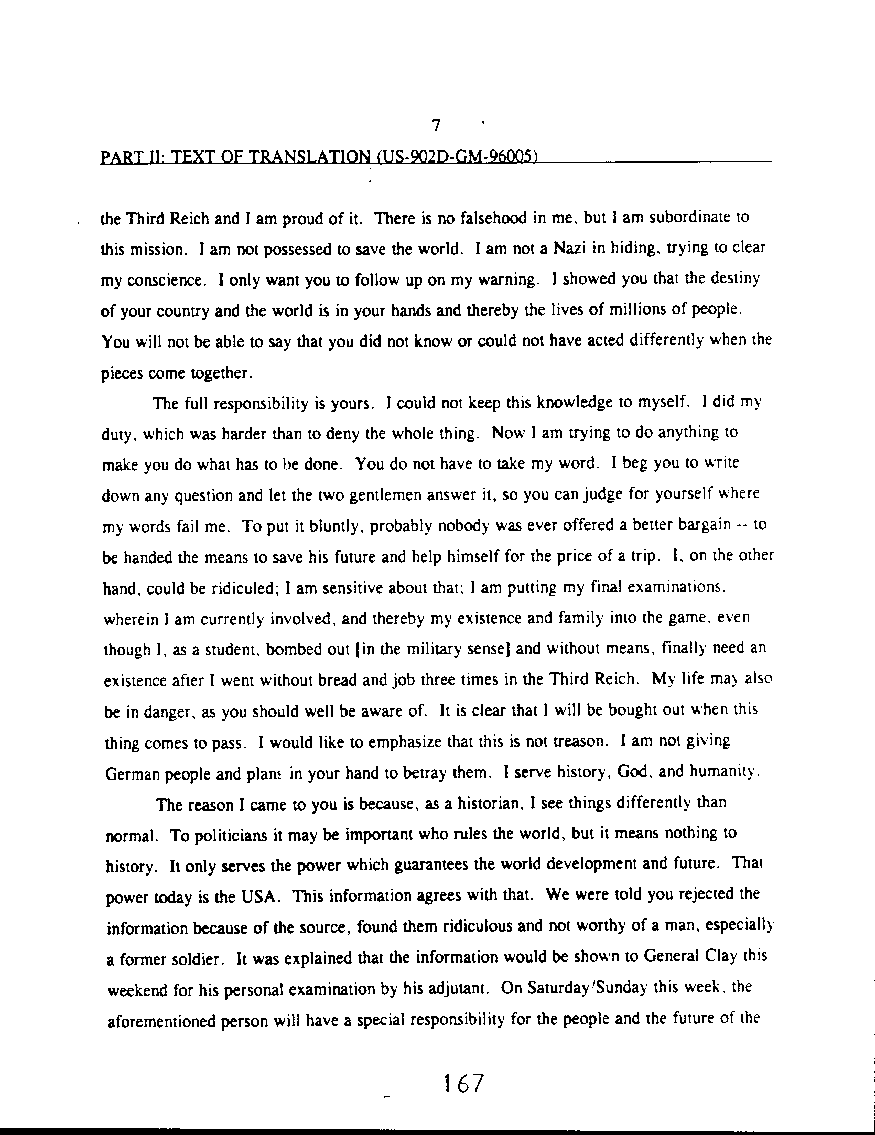 7
PART II: TEXT OF TRANSLATION (US-902D-GM-96005)
the Third Reich and I am proud of it. There is no falsehood in me, but I am subordinate to
this mission. I am not possessed to save the world. I am not a Nazi in hiding, trying to clear
my conscience. I only want you to follow up on my warning. I showed you that the destiny
of your country and the world is in your hands and thereby the lives of millions of people.
You will not be able to say that you did not know or could not have acted differently when the
pieces come together.
The full responsibility is yours. I could not keep this knowledge to myself. I did my
duty, which was harder than to deny the whole thing. Now I am trying to do anything to
make you do what has to be done. You do not have to take my word. I beg you to write
down any question and let the two gentlemen answer it, so you can judge for yourself where
my words fail me. To put it bluntly, probably nobody was ever offered a better bargain -- to
be handed the means to save his future and help himself for the price of a trip. I, on the other
hand, could be ridiculed; I am sensitive about that; I am putting my final examinations,
wherein I am currently involved, and thereby my existence and family into the game, even
though I, as a student, bombed out [in the military sense] and without means, finally need an
existence after I went without bread and job three times in the Third Reich. My life may also
be in danger, as you should well be aware of. It is clear that I will be bought out when this
thing comes to pass. I would like to emphasize that this is not treason. I am not giving
German people and plans in your hand to betray them. I serve history, God, and humanity.
The reason I came to you is because, as a historian, I see things differently than
normal. To politicians it may be important who rules the world, but it means nothing to
history. It only serves the power which guarantees the world development and future. That
power today is the USA. This information agrees with that. We were told you rejected the
information because of the source, found them ridiculous and not worthy of a man, especially
a former soldier. It was explained that the information would be shown to General Clay this
weekend for his personal examination by his adjutant. On Saturday/Sunday this week, the
aforementioned person will have a special responsibility for the people and the future of the
167